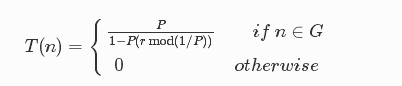 T(n) = { P / (1−P(r mod(1/P))) if n ∈ G
0 otherwise